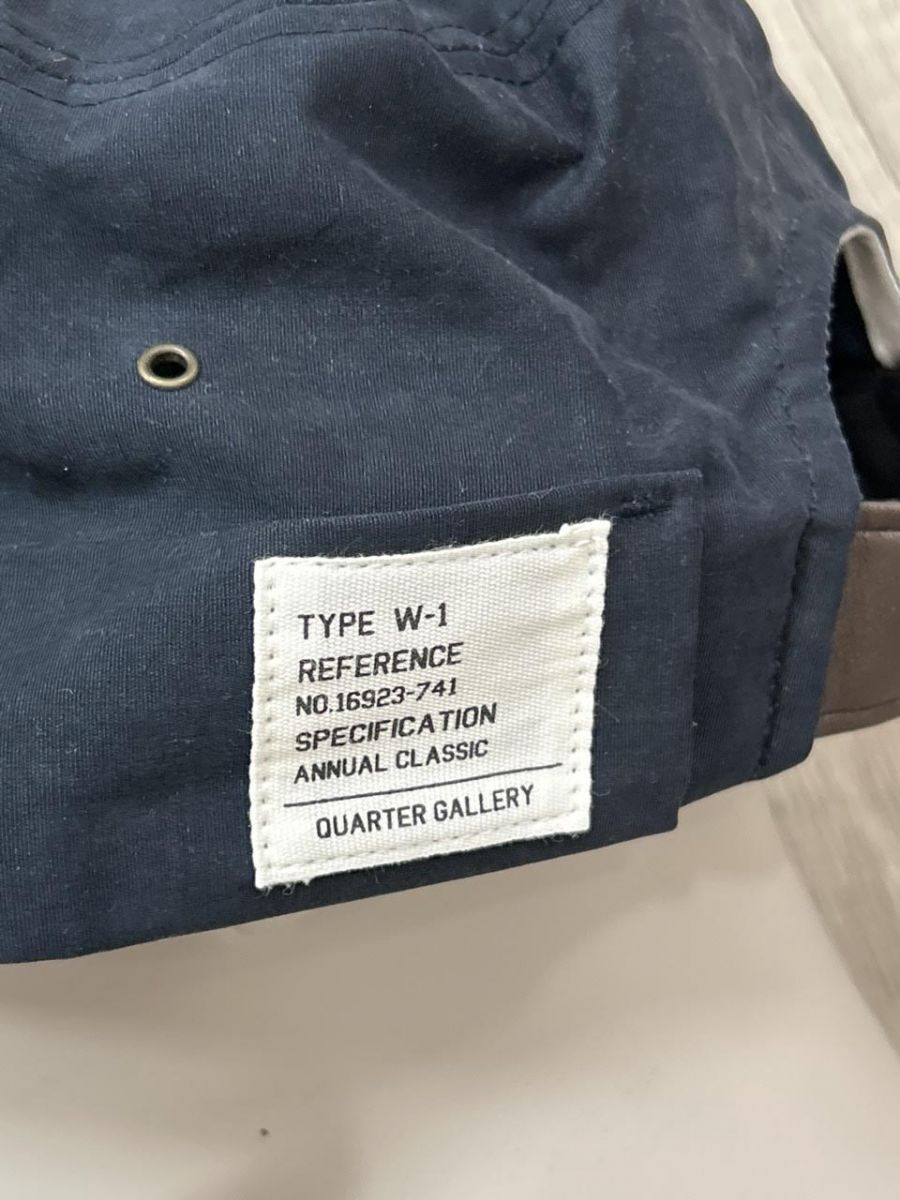 TYPE W-1
REFERENCE
NO.16923-741
SPECIFICATION
ANNUAL CLASSIC
QUARTER GALLERY